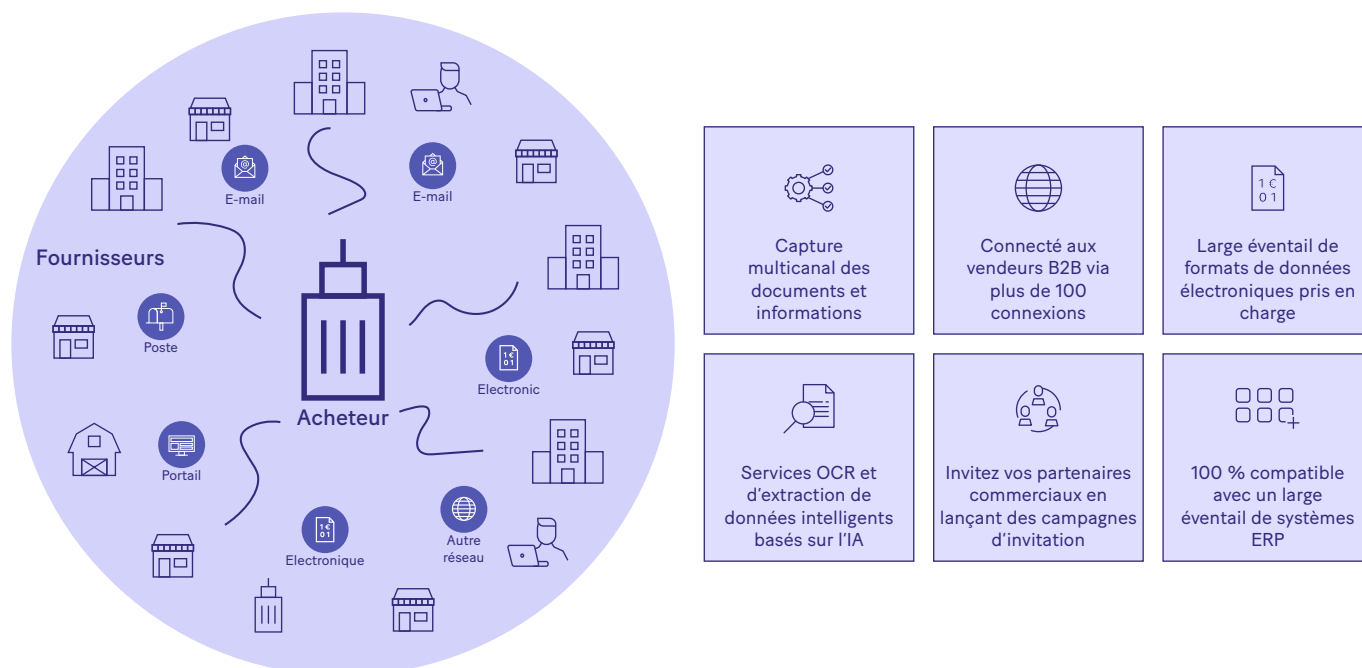 E-mail
E-mail
Fournisseurs
Poste
Electronic
Acheteur
Portail
Electronique
Autre
réseau
Capture
multicanal des
documents et
informations
Connecté aux
vendeurs B2B via
plus de 100
connexions
Large éventail de
formats de données
électroniques pris en
charge
Services OCR et
d'extraction de
données intelligents
basés sur l'IA
Invitez vos partenaires
commerciaux en
lançant des campagnes
d'invitation
100 % compatible
avec un large
éventail de systèmes
ERP